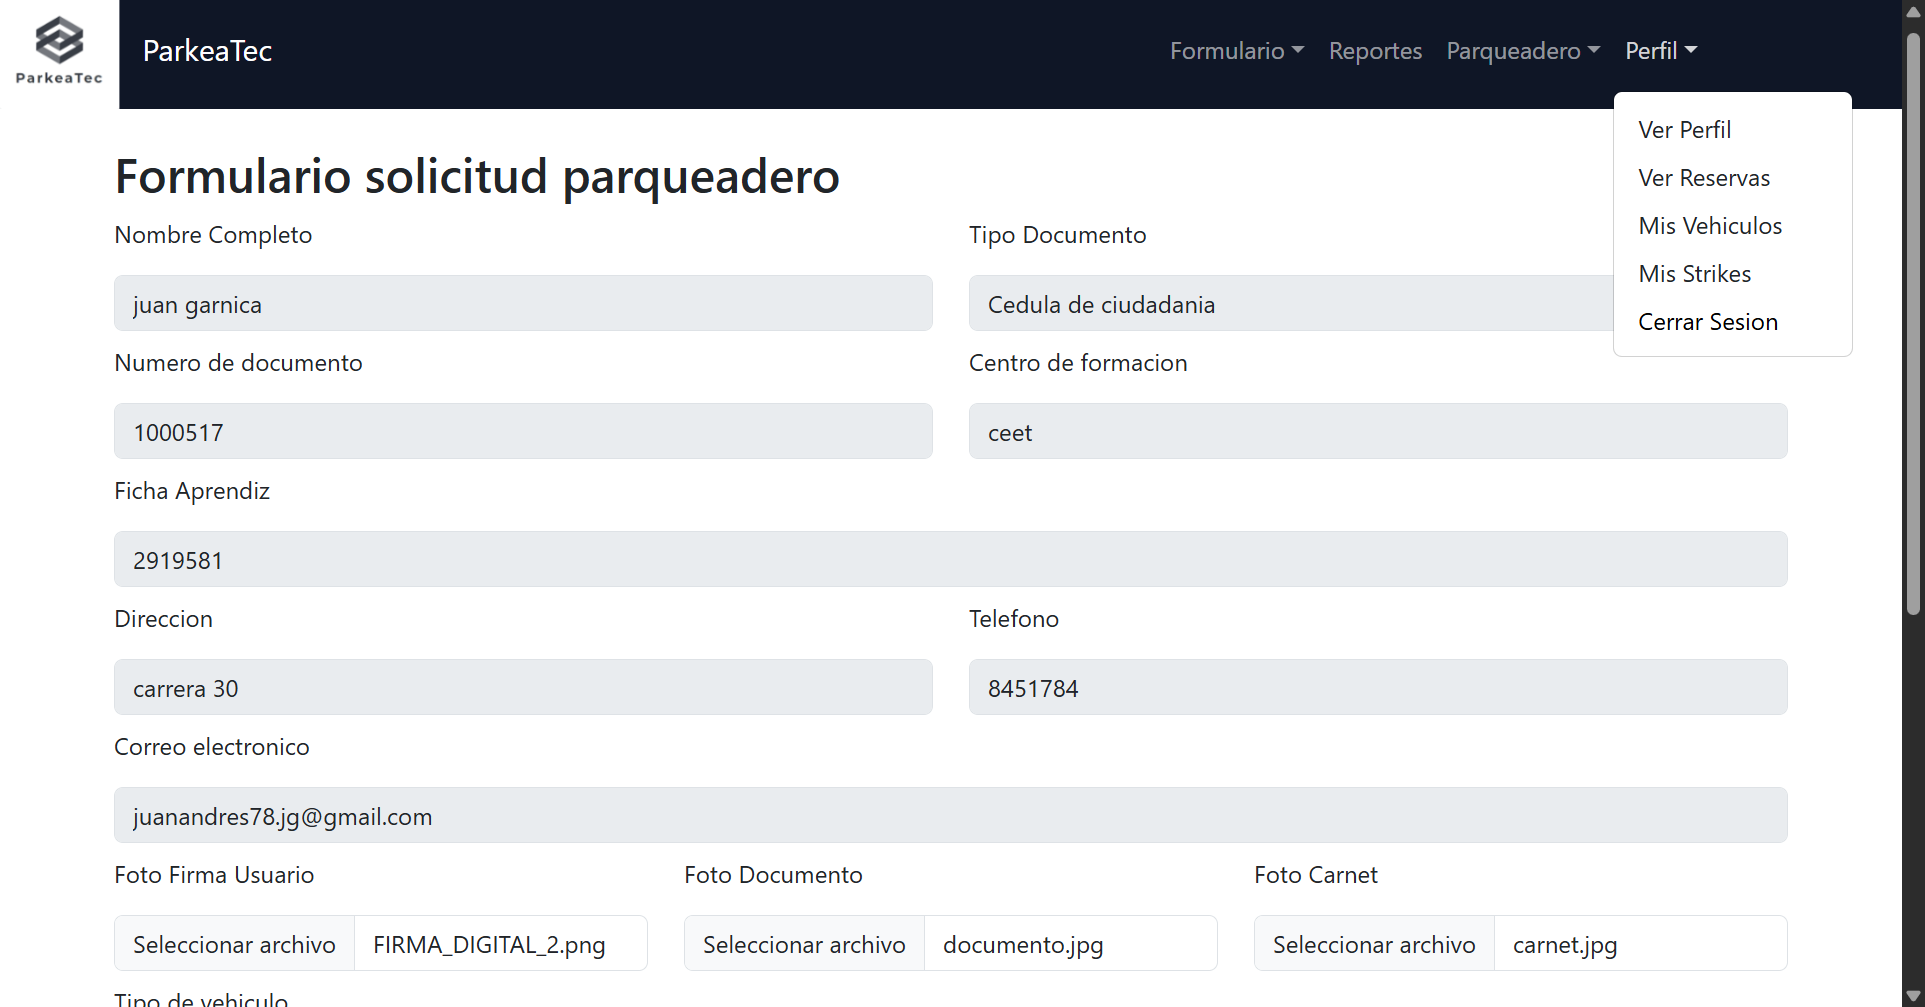 ParkeaTec
ParkeaTec
Formulario Reportes Parqueadero Perfil
Ver Perfil
Ver Reservas
Mis Vehiculos
Mis Strikes
Cerrar Sesion
Formulario solicitud parqueadero
Nombre Completo
juan garnica
Tipo Documento
Cedula de ciudadania
Numero de documento
1000517
Centro de formacion
ceet
Ficha Aprendiz
2919581
Direccion
carrera 30
Telefono
8451784
Correo electronico
juanandres78.jg@gmail.com
Foto Firma Usuario
Seleccionar archivo FIRMA_DIGITAL_2.png
Foto Documento
Seleccionar archivo documento.jpg
Foto Carnet
Seleccionar archivo carnet.jpg
Tipo de vehiculo